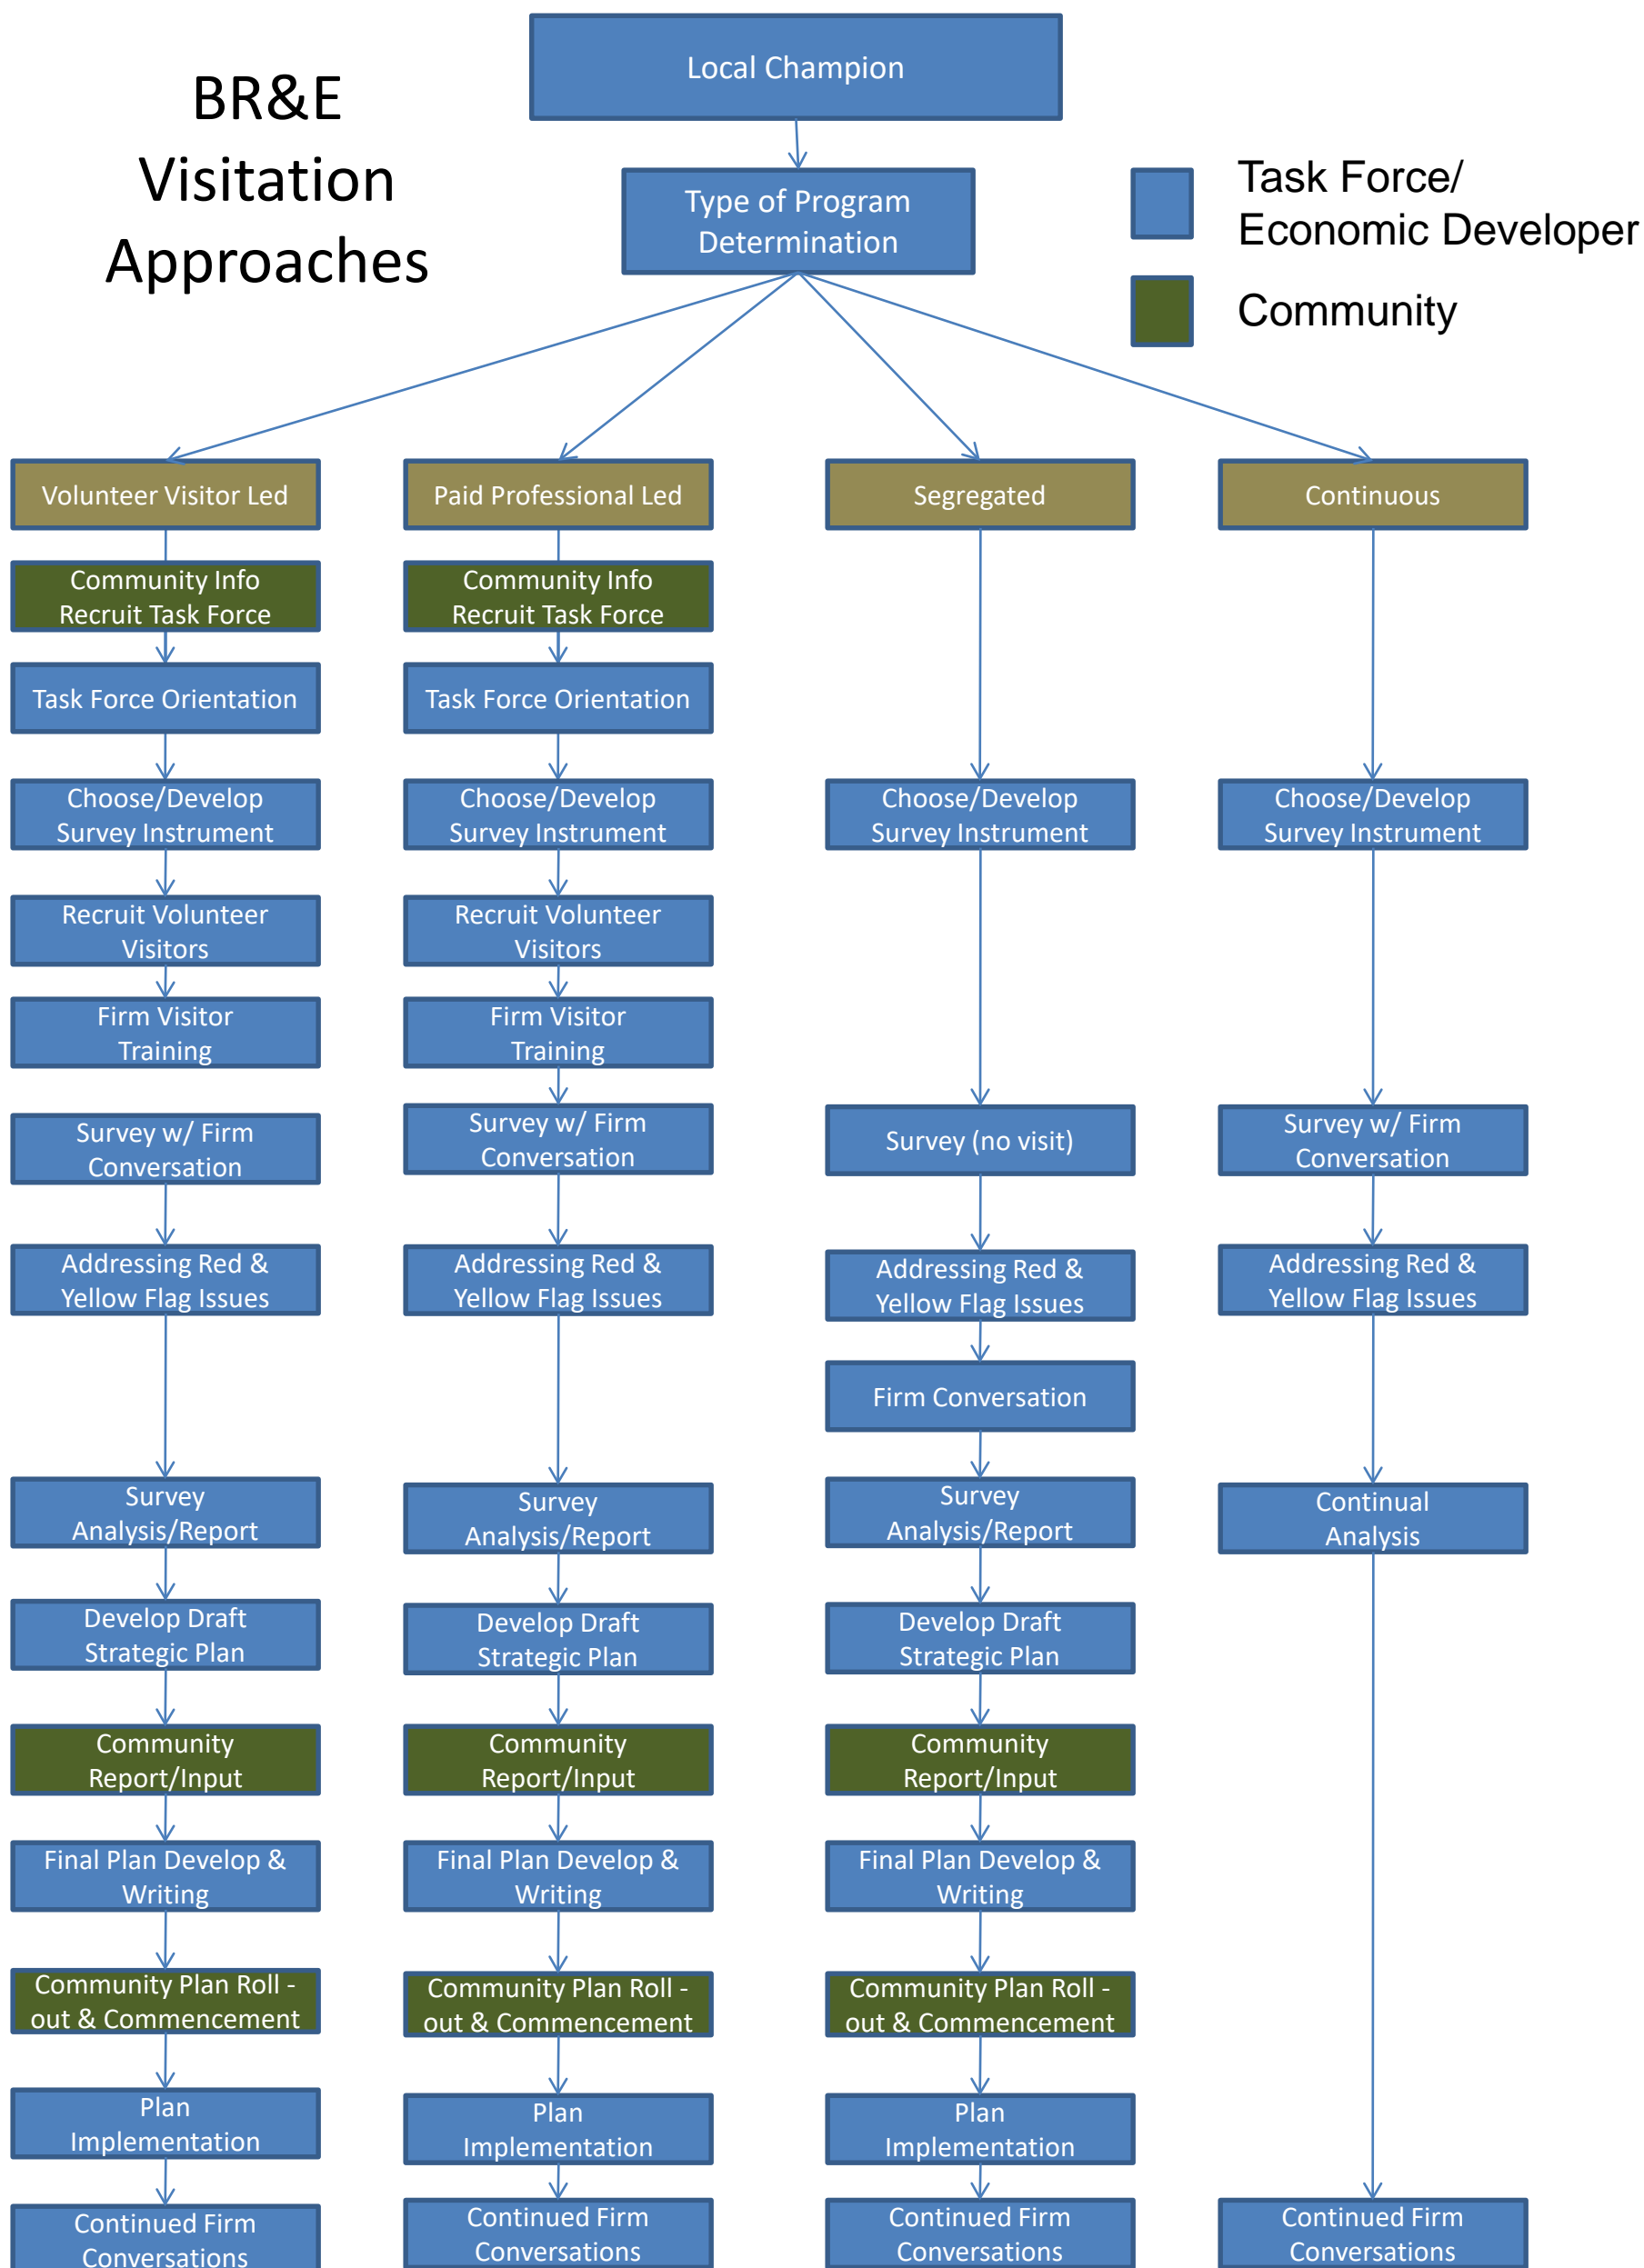 BR&E
Visitation
Approaches
Local Champion
Type of Program
Determination
Task Force/
Economic Developer
Community
Volunteer Visitor Led
Community Info
Recruit Task Force
Task Force Orientation
Choose/Develop
Survey Instrument
Recruit Volunteer
Visitors
Firm Visitor
Training
Survey w/ Firm
Conversation
Addressing Red &
Yellow Flag Issues
Survey
Analysis/Report
Develop Draft
Strategic Plan
Community
Report/Input
Final Plan Develop &
Writing
Community Plan Roll -
out & Commencement
Plan
Implementation
Continued Firm
Conversations
Paid Professional Led
Community Info
Recruit Task Force
Task Force Orientation
Choose/Develop
Survey Instrument
Recruit Volunteer
Visitors
Firm Visitor
Training
Survey w/ Firm
Conversation
Addressing Red &
Yellow Flag Issues
Survey
Analysis/Report
Develop Draft
Strategic Plan
Community
Report/Input
Final Plan Develop &
Writing
Community Plan Roll -
out & Commencement
Plan
Implementation
Continued Firm
Conversations
Segregated
Choose/Develop
Survey Instrument
Survey (no visit)
Addressing Red &
Yellow Flag Issues
Firm Conversation
Survey
Analysis/Report
Develop Draft
Strategic Plan
Community
Report/Input
Final Plan Develop &
Writing
Community Plan Roll -
out & Commencement
Plan
Implementation
Continued Firm
Conversations
Continuous
Choose/Develop
Survey Instrument
Survey w/ Firm
Conversation
Addressing Red &
Yellow Flag Issues
Continual
Analysis
Continued Firm
Conversations